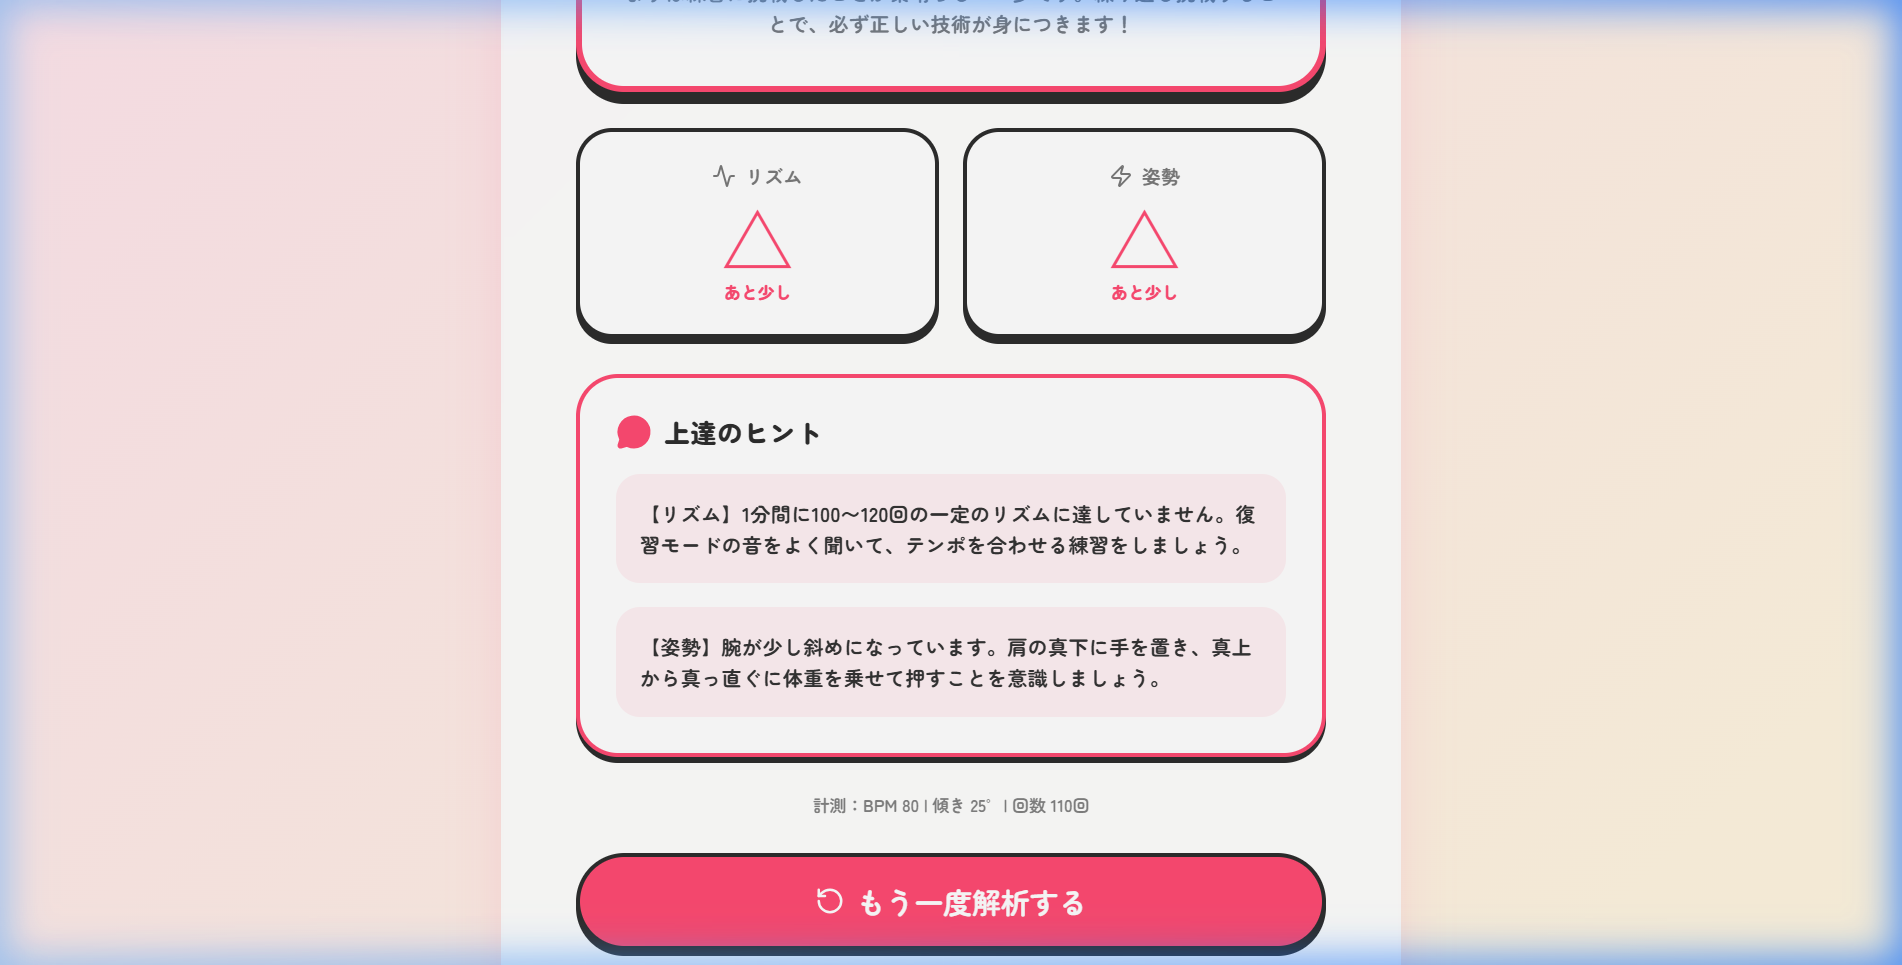 とで、必ず正しい技術が身につきます！
リズム
あと少し
姿勢
あと少し
上達のヒント
【リズム】1分間に100〜120回の一定のリズムに達していません。復
習モードの音をよく聞いて、テンポを合わせる練習をしましょう。
【姿勢】腕が少し斜めになっています。肩の真下に手を置き、真上
から真っ直ぐに体重を乗せて押すことを意識しましょう。
計測：BPM 80 | 傾き 25° | 回数 110回
もう一度解析する